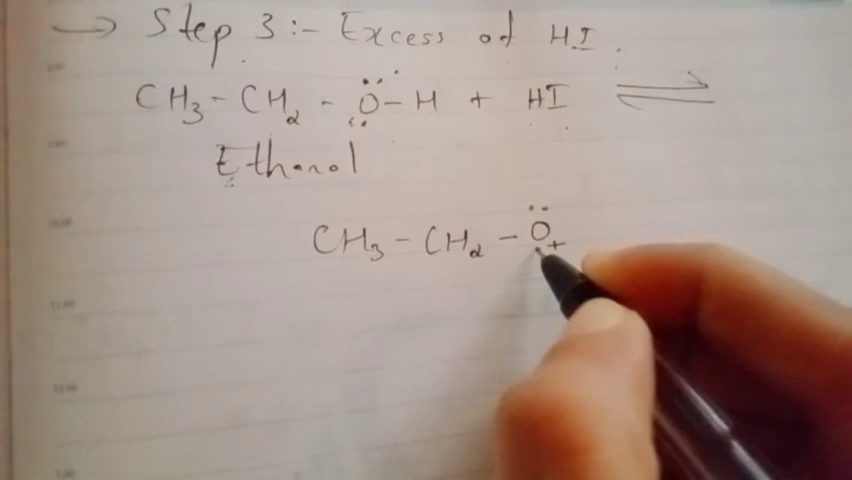 → Step 3 :- Excess of HI.
CH₃ - CH₂ - Ö - H + HI ⇌
Ethanol
CH₃ - CH₂ - Ö+